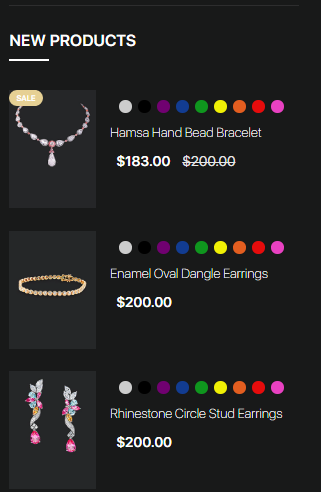 NEW PRODUCTS
SALE
Hamsa Hand Bead Bracelet
$183.00 $200.00
Enamel Oval Dangle Earrings
$200.00
Rhinestone Circle Stud Earrings
$200.00